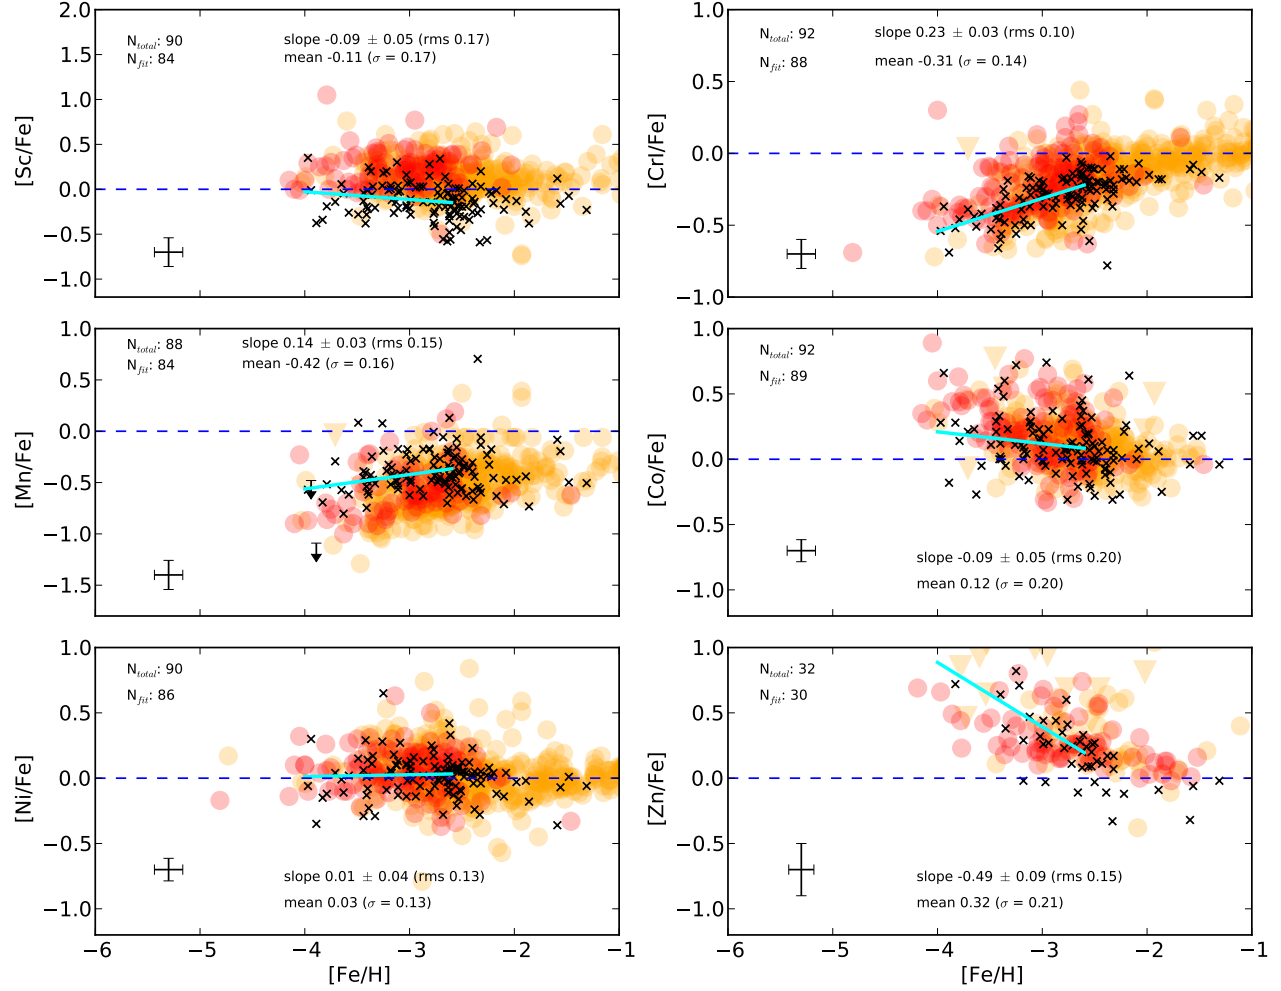 2.0
1.5
1.0
0.5
0.0
−0.5
−1.0
[Sc/Fe]
N_total: 90
N_fit: 84
slope -0.09 ± 0.05 (rms 0.17)
mean -0.11 (σ = 0.17)
1.0
0.5
0.0
−0.5
−1.0
[CrI/Fe]
N_total: 92
N_fit: 88
slope 0.23 ± 0.03 (rms 0.10)
mean -0.31 (σ = 0.14)
1.0
0.5
0.0
−0.5
−1.0
−1.5
[Mn/Fe]
N_total: 88
N_fit: 84
slope 0.14 ± 0.03 (rms 0.15)
mean -0.42 (σ = 0.16)
1.0
0.5
0.0
−0.5
−1.0
[Co/Fe]
N_total: 92
N_fit: 89
slope -0.09 ± 0.05 (rms 0.20)
mean 0.12 (σ = 0.20)
1.0
0.5
0.0
−0.5
−1.0
[Ni/Fe]
N_total: 90
N_fit: 86
slope 0.01 ± 0.04 (rms 0.13)
mean 0.03 (σ = 0.13)
−6 −5 −4 −3 −2 −1
[Fe/H]
1.0
0.5
0.0
−0.5
−1.0
[Zn/Fe]
N_total: 32
N_fit: 30
slope -0.49 ± 0.09 (rms 0.15)
mean 0.32 (σ = 0.21)
−6 −5 −4 −3 −2 −1
[Fe/H]